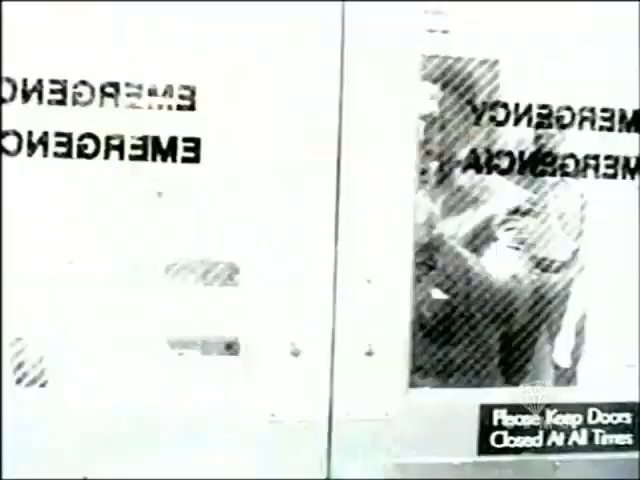 EMERGENC
EMERGENC
MERGENCY
MERGENCIA
Please Keep Doors
Closed At All Times